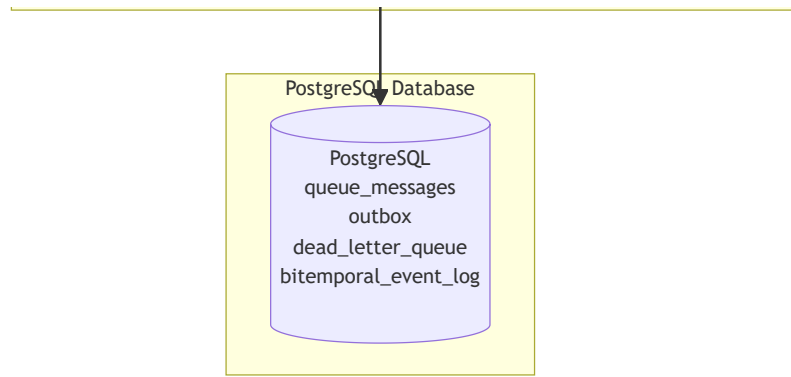 PostgreSQL Database
PostgreSQL
queue_messages
outbox
dead_letter_queue
bitemporal_event_log